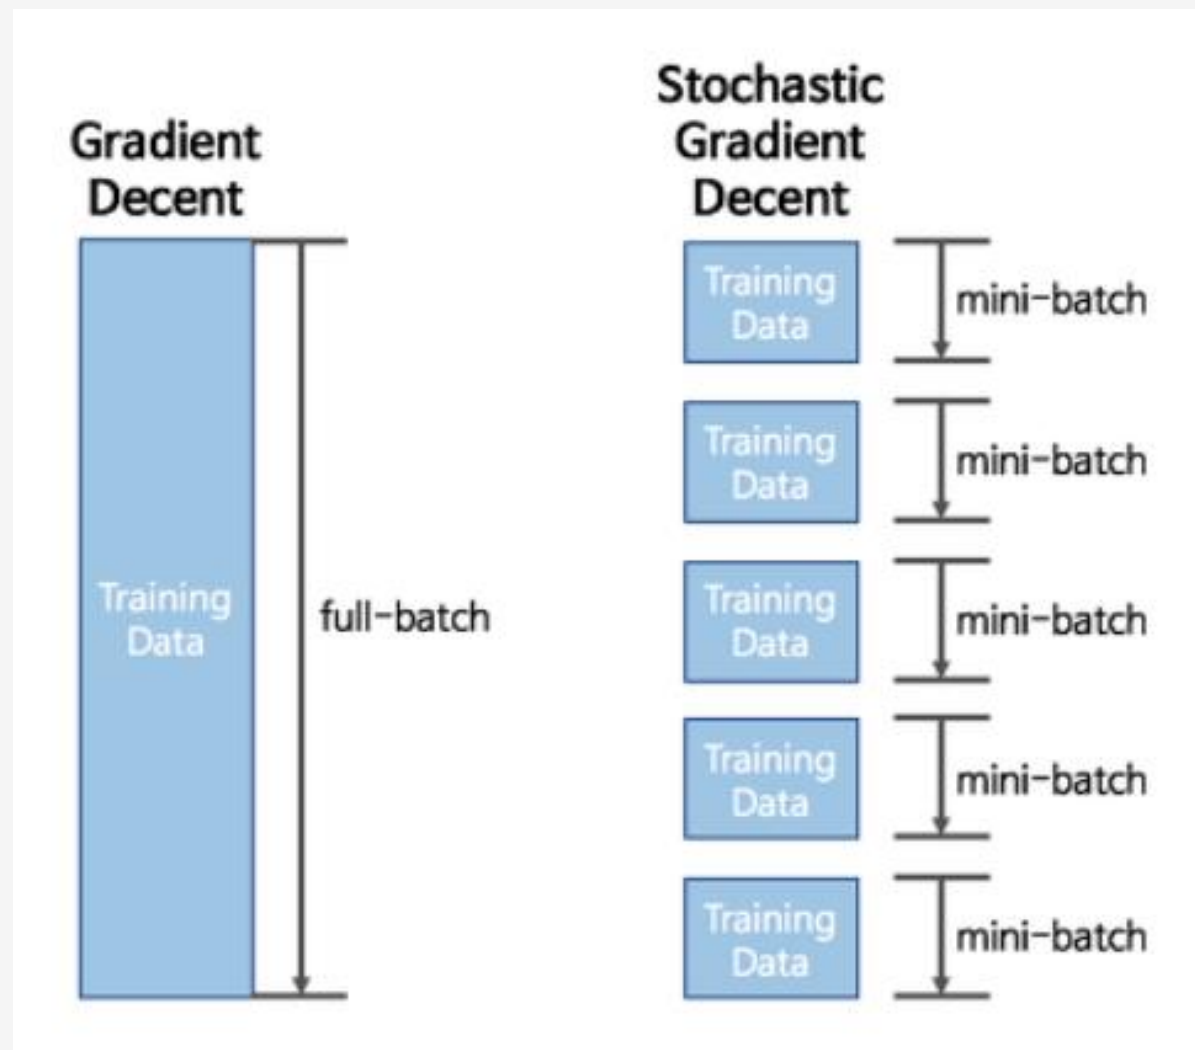 Gradient
Decent
Training
Data
full-batch
Stochastic
Gradient
Decent
Training
Data
mini-batch
Training
Data
mini-batch
Training
Data
mini-batch
Training
Data
mini-batch
Training
Data
mini-batch